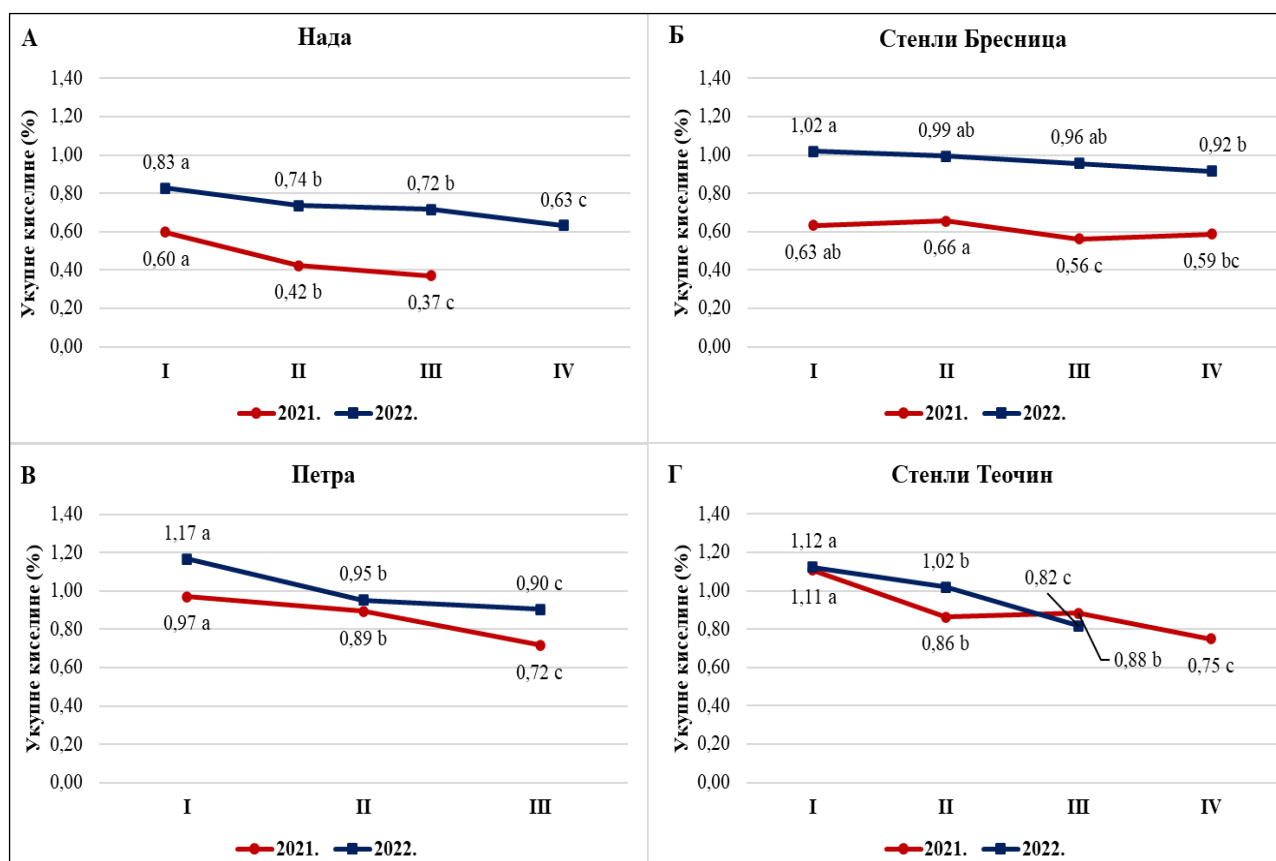 А
Нада
Укупне киселине (%)
1,40
1,20
1,00
0,80
0,60
0,40
0,20
0,00
0,83 a
0,74 b
0,72 b
0,63 c
0,60 a
0,42 b
0,37 c
I II III IV
2021. 2022.
Б
Стенли Бресница
Укупне киселине (%)
1,40
1,20
1,00
0,80
0,60
0,40
0,20
0,00
1,02 a
0,99 ab
0,96 ab
0,92 b
0,63 ab
0,66 a
0,56 c
0,59 bc
I II III IV
2021. 2022.
В
Петра
Укупне киселине (%)
1,40
1,20
1,00
0,80
0,60
0,40
0,20
0,00
1,17 a
0,95 b
0,90 c
0,97 a
0,89 b
0,72 c
I II III
2021. 2022.
Г
Стенли Теочин
Укупне киселине (%)
1,40
1,20
1,00
0,80
0,60
0,40
0,20
0,00
1,12 a
1,02 b
0,82 c
1,11 a
0,86 b
0,88 b
0,75 c
I II III IV
2021. 2022.